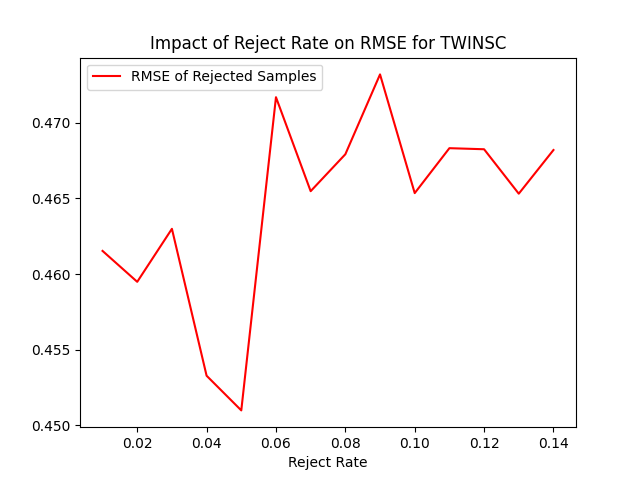 Impact of Reject Rate on RMSE for TWINSC
RMSE of Rejected Samples
0.470
0.465
0.460
0.455
0.450
0.02 0.04 0.06 0.08 0.10 0.12 0.14
Reject Rate